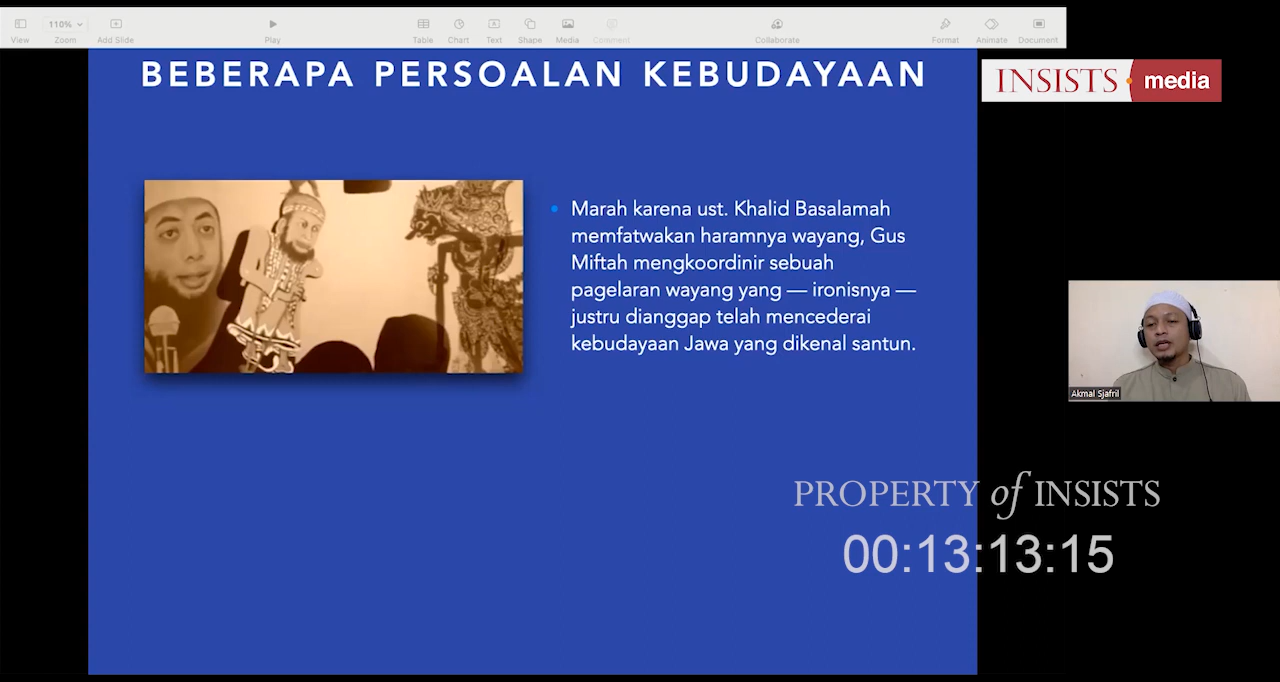 View
110%
Zoom
Add Slide
Play
Table
Chart
Text
Shape
Media
Comment
Collaborate
Format
Animate
Document
BEBERAPA PERSOALAN KEBUDAYAAN
INSISTS media
Marah karena ust. Khalid Basalamah
memfatwakan haramnya wayang, Gus
Miftah mengkoordinir sebuah
pagelaran wayang yang — ironisnya —
justru dianggap telah mencederai
kebudayaan Jawa yang dikenal santun.
Akmal Sjafril
PROPERTY of INSISTS
00:13:13:15